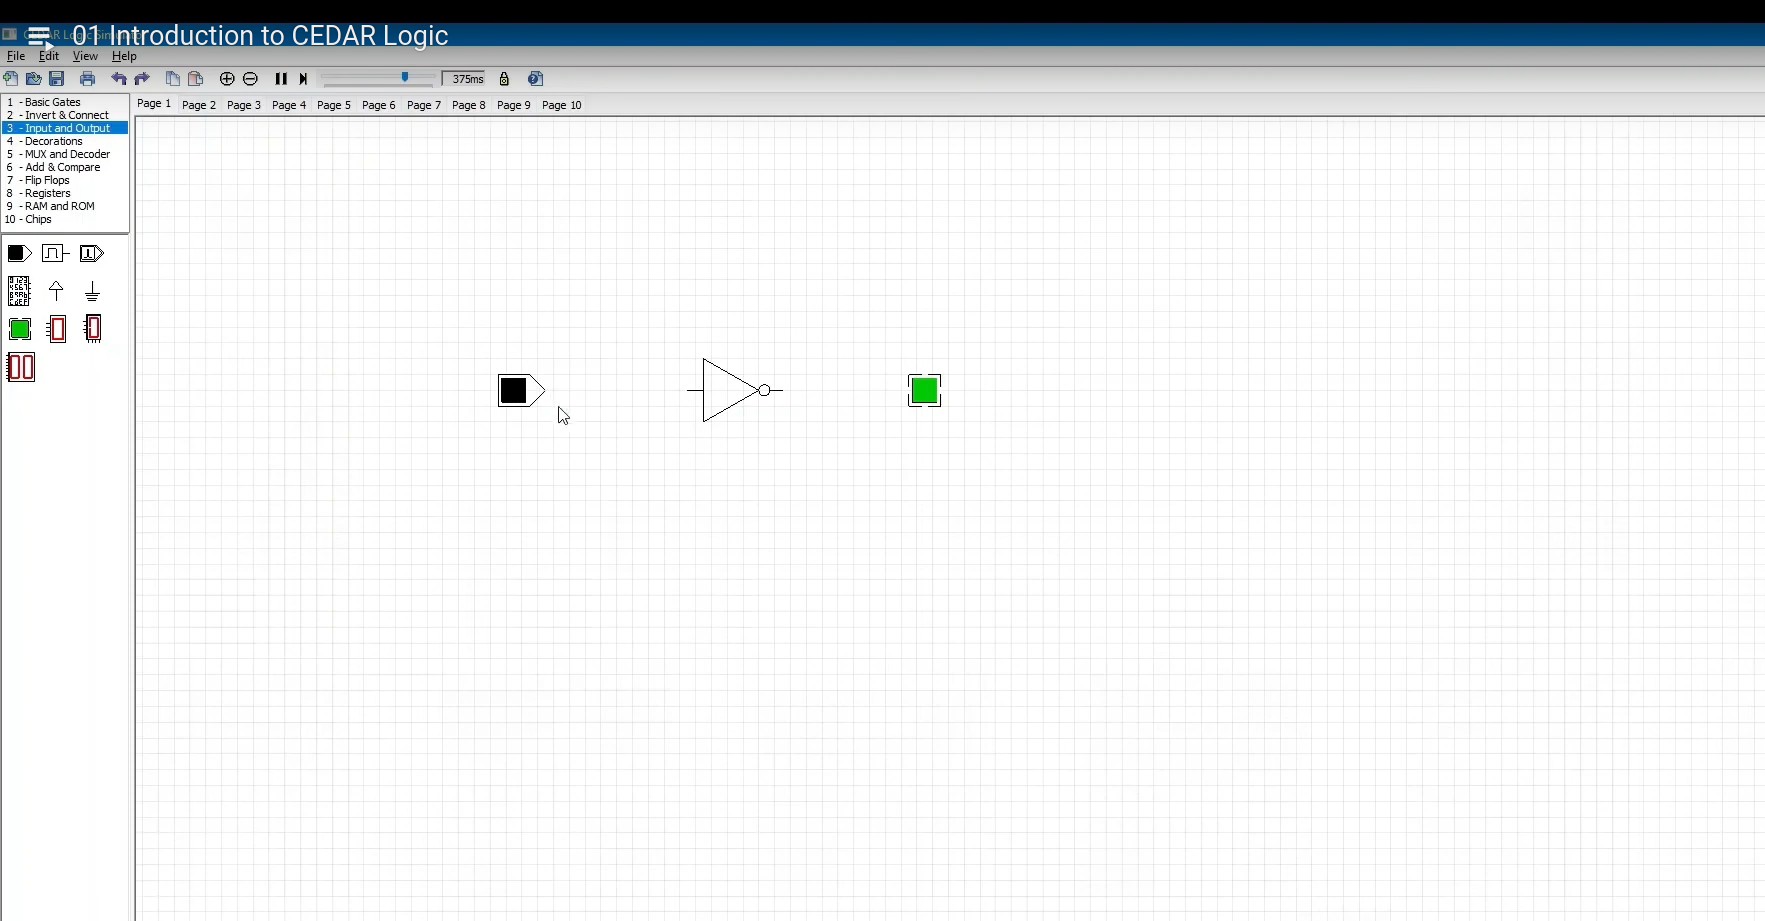 01 Introduction to CEDAR Logic
File Edit View Help
375ms
1 - Basic Gates
2 - Invert & Connect
3 - Input and Output
4 - Decorations
5 - MUX and Decoder
6 - Add & Compare
7 - Flip Flops
8 - Registers
9 - RAM and ROM
10 - Chips
Page 1 Page 2 Page 3 Page 4 Page 5 Page 6 Page 7 Page 8 Page 9 Page 10